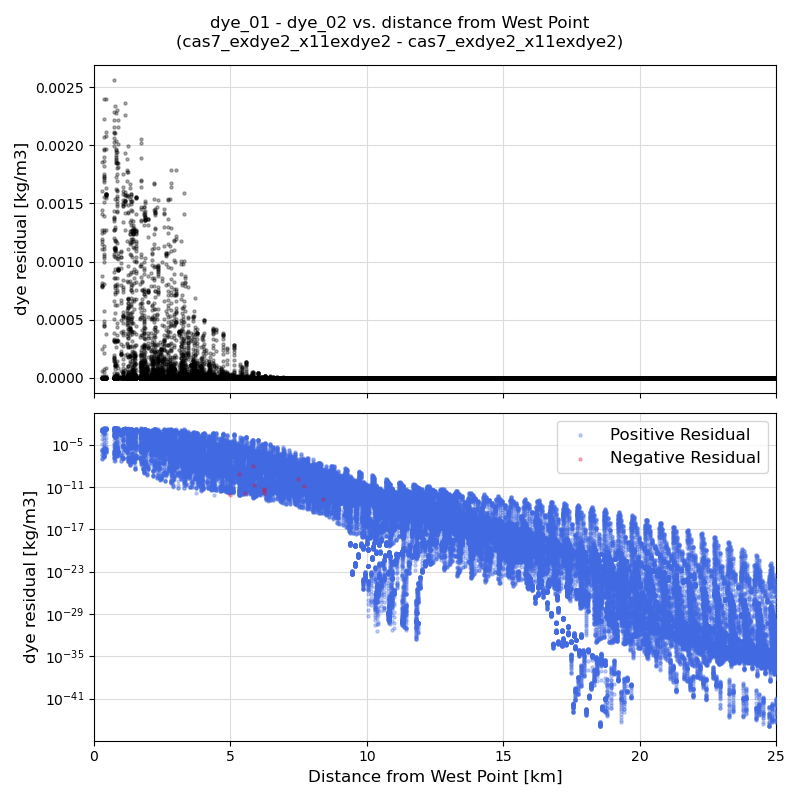 dye_01 - dye_02 vs. distance from West Point
(cas7_exdye2_x11exdye2 - cas7_exdye2_x11exdye2)
dye residual [kg/m3]
0.0025
0.0020
0.0015
0.0010
0.0005
0.0000
dye residual [kg/m3]
10⁻⁵
10⁻¹¹
10⁻¹⁷
10⁻²³
10⁻²⁹
10⁻³⁵
10⁻⁴¹
Positive Residual
Negative Residual
0 5 10 15 20 25
Distance from West Point [km]